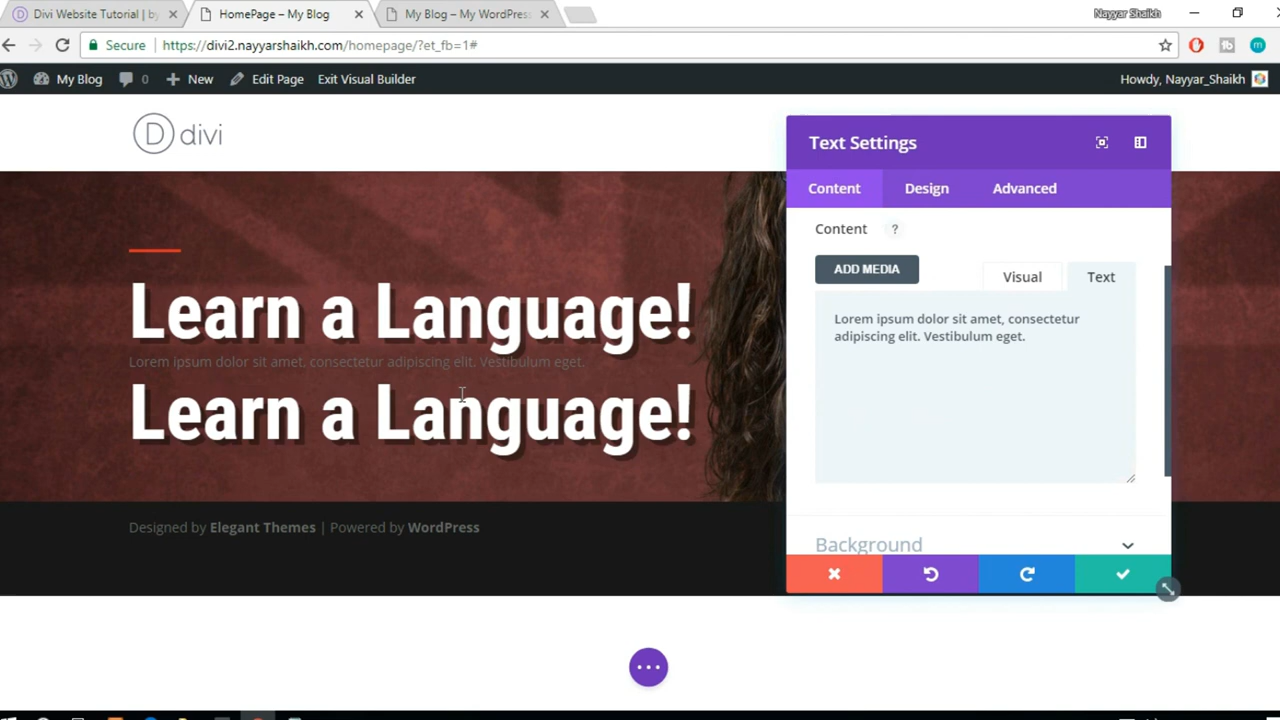 Divi Website Tutorial | by
HomePage – My Blog
My Blog – My WordPress
Nayyar Shaikh
Secure
https://divi2.nayyarshaikh.com/homepage/?et_fb=1#
My Blog
0
New
Edit Page
Exit Visual Builder
Howdy, Nayyar_Shaikh
D divi
Text Settings
Content
Design
Advanced
Content ?
ADD MEDIA
Visual
Text
Lorem ipsum dolor sit amet, consectetur
adipiscing elit. Vestibulum eget.
Background
Learn a Language!
Lorem ipsum dolor sit amet, consectetur adipiscing elit. Vestibulum eget.
Learn a Language!
Designed by Elegant Themes | Powered by WordPress